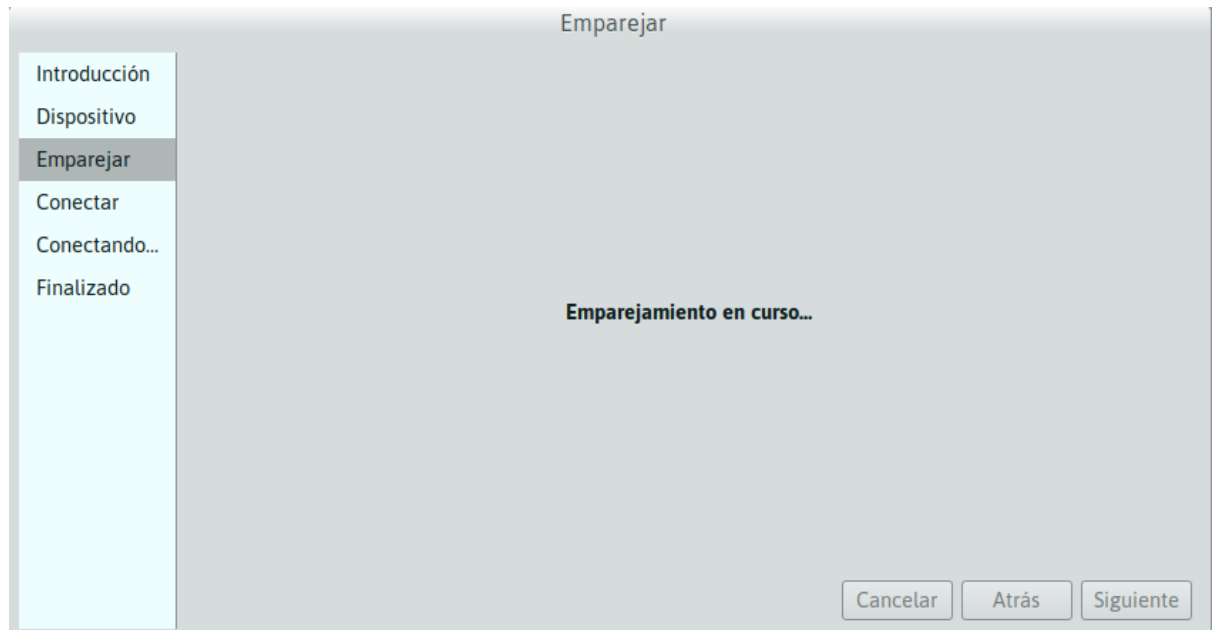 Emparejar
Introducción
Dispositivo
Emparejar
Conectar
Conectando...
Finalizado
Emparejamiento en curso...
Cancelar Atrás Siguiente